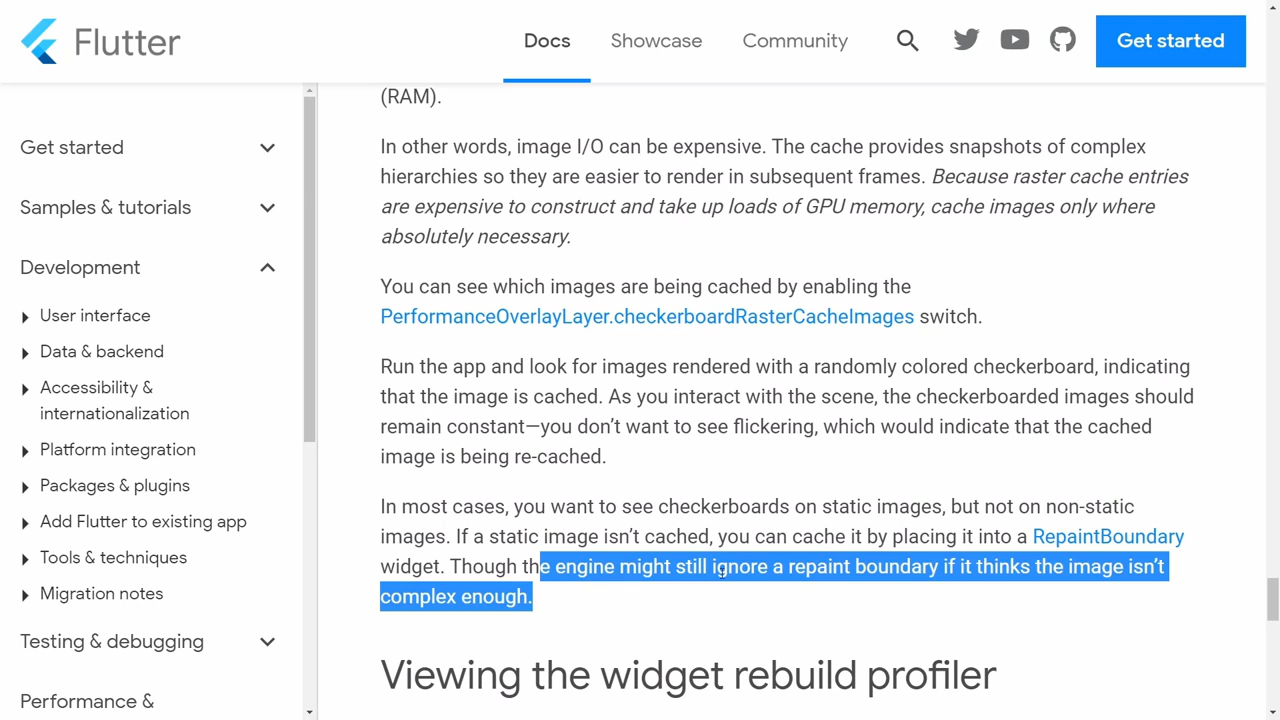 Flutter
Docs
Showcase
Community
Get started
Get started
Samples & tutorials
Development
User interface
Data & backend
Accessibility &
internationalization
Platform integration
Packages & plugins
Add Flutter to existing app
Tools & techniques
Migration notes
Testing & debugging
Performance &
(RAM).
In other words, image I/O can be expensive. The cache provides snapshots of complex
hierarchies so they are easier to render in subsequent frames. Because raster cache entries
are expensive to construct and take up loads of GPU memory, cache images only where
absolutely necessary.
You can see which images are being cached by enabling the
PerformanceOverlayLayer.checkerboardRasterCacheImages switch.
Run the app and look for images rendered with a randomly colored checkerboard, indicating
that the image is cached. As you interact with the scene, the checkerboarded images should
remain constant—you don’t want to see flickering, which would indicate that the cached
image is being re-cached.
In most cases, you want to see checkerboards on static images, but not on non-static
images. If a static image isn’t cached, you can cache it by placing it into a RepaintBoundary
widget. Though the engine might still ignore a repaint boundary if it thinks the image isn’t
complex enough.
Viewing the widget rebuild profiler